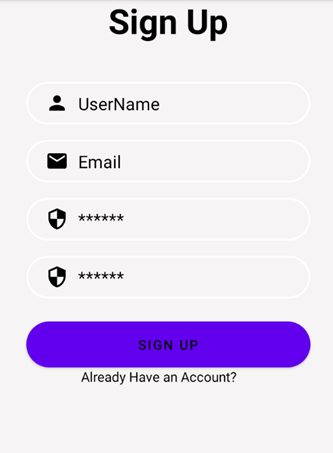 Sign Up
UserName
Email
******
******
SIGN UP
Already Have an Account?